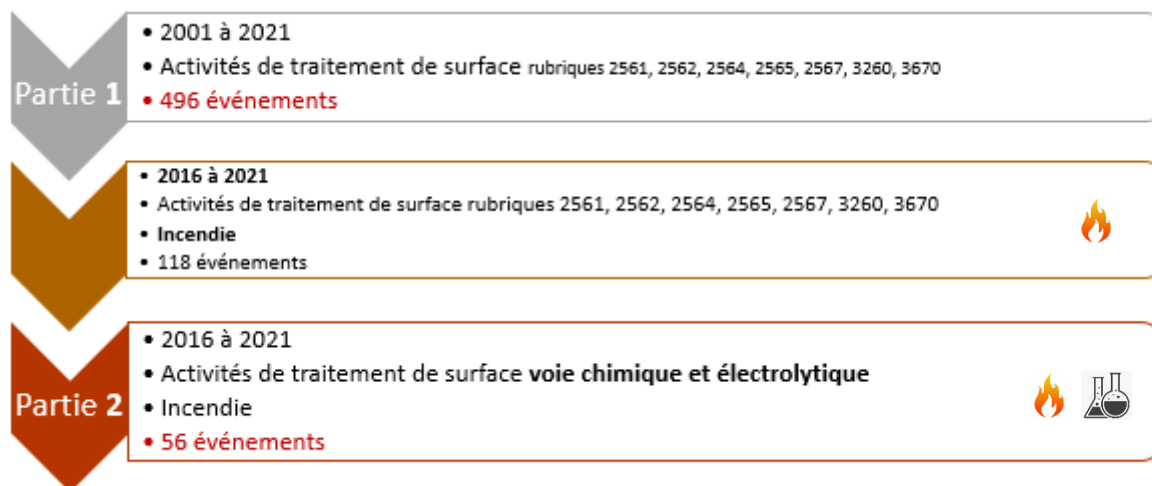 Partie 1
• 2001 à 2021
• Activités de traitement de surface rubriques 2561, 2562, 2564, 2565, 2567, 3260, 3670
• 496 événements
• 2016 à 2021
• Activités de traitement de surface rubriques 2561, 2562, 2564, 2565, 2567, 3260, 3670
• Incendie
• 118 événements
Partie 2
• 2016 à 2021
• Activités de traitement de surface voie chimique et électrolytique
• Incendie
• 56 événements